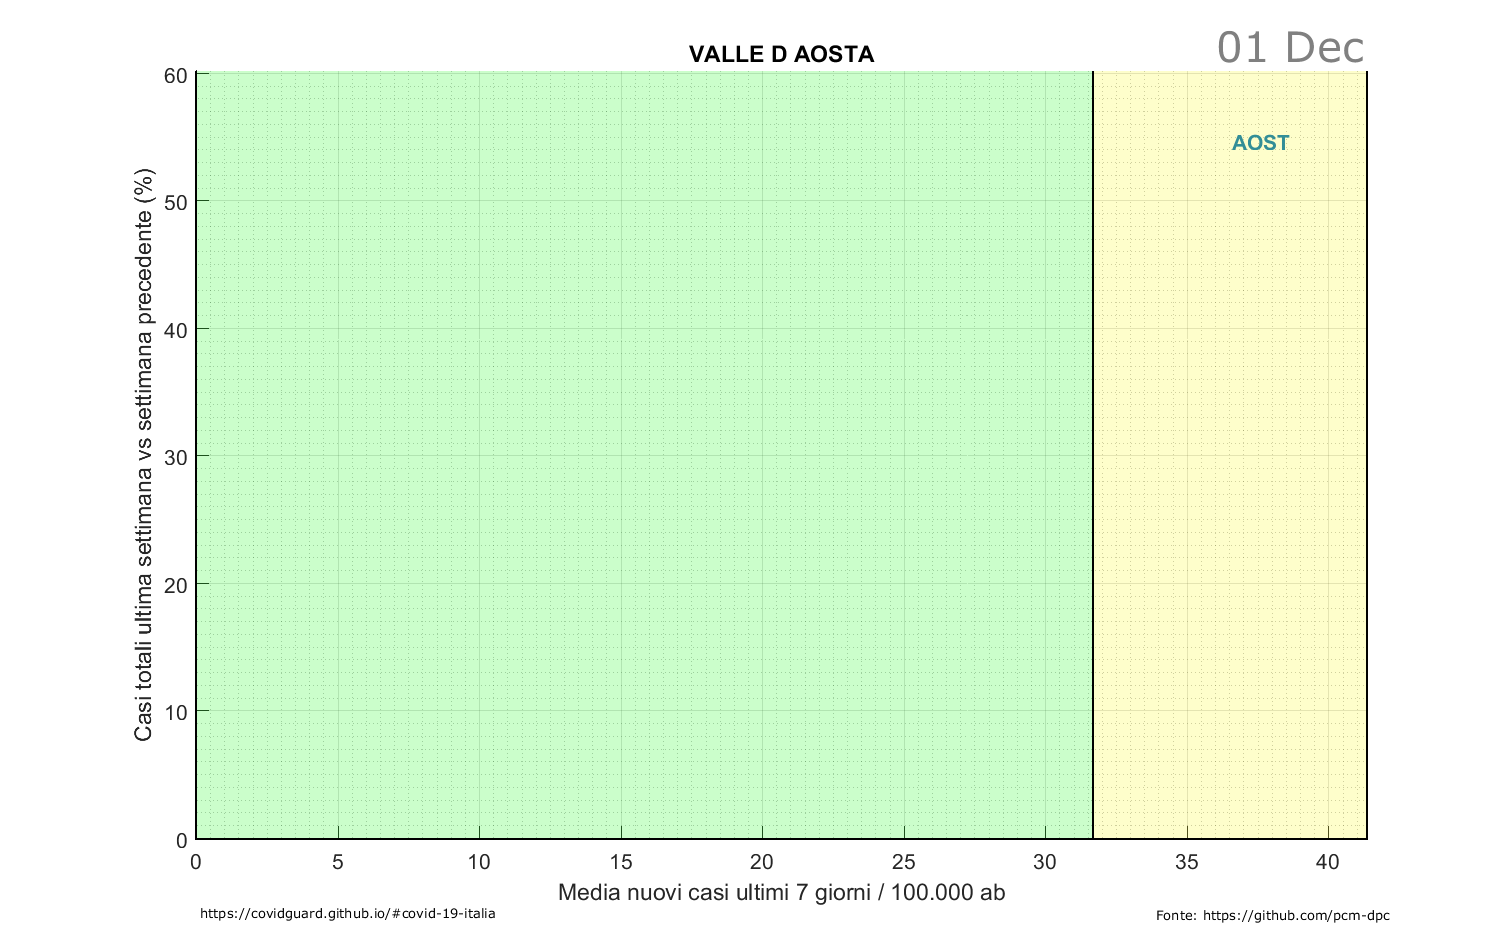 01 Dec
VALLE D AOSTA
AOST
Casi totali ultima settimana vs settimana precedente (%)
60
50
40
30
20
10
0
0 5 10 15 20 25 30 35 40
Media nuovi casi ultimi 7 giorni / 100.000 ab
https://covidguard.github.io/#covid-19-italia
Fonte: https://github.com/pcm-dpc